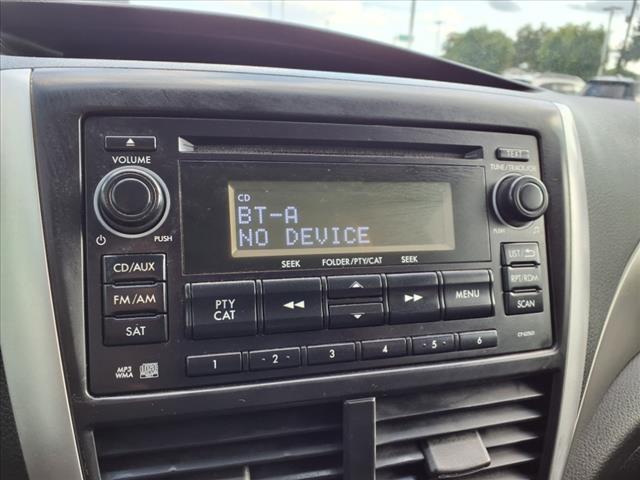 TEXT
VOLUME
TUNE/TRACK/CH
CD
BT-A
NO DEVICE
PUSH
PUSH
SEEK FOLDER/PTY/CAT SEEK
CD/AUX
FM/AM
SAT
PTY CAT
MENU
LIST/
RPT/RDM
SCAN
MP3
WMA
1 2 3 4 5 6